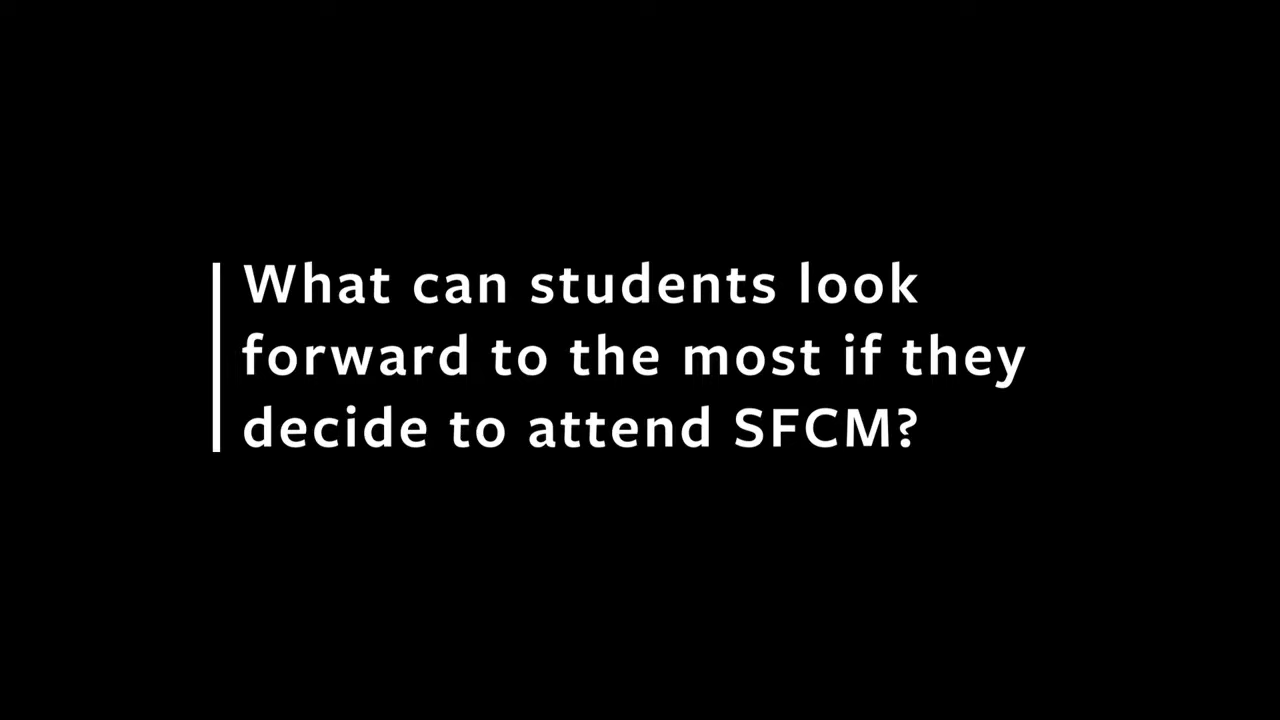 What can students look
forward to the most if they
decide to attend SFCM?